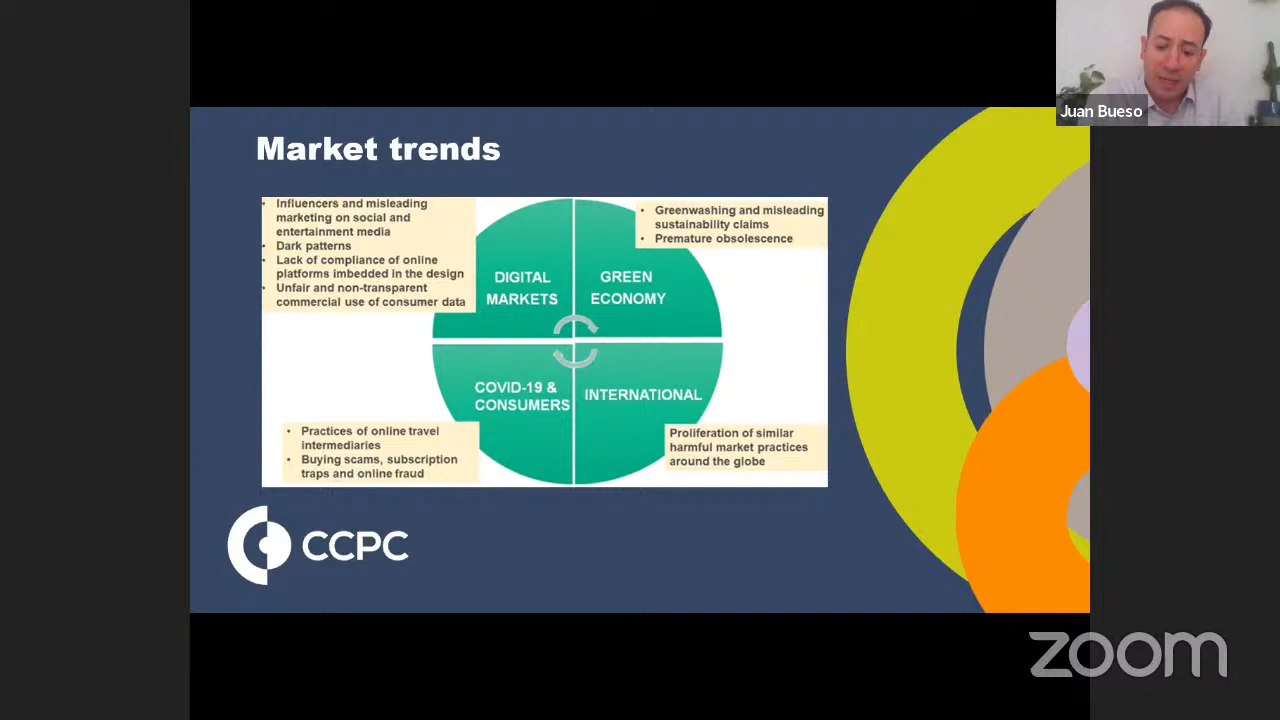 Juan Bueso
Market trends
• Influencers and misleading
marketing on social and
entertainment media
• Dark patterns
• Lack of compliance of online
platforms imbedded in the design
• Unfair and non-transparent
commercial use of consumer data
• Greenwashing and misleading
sustainability claims
• Premature obsolescence
DIGITAL
MARKETS
GREEN
ECONOMY
COVID-19 &
CONSUMERS
INTERNATIONAL
• Practices of online travel
intermediaries
• Buying scams, subscription
traps and online fraud
Proliferation of similar
harmful market practices
around the globe
CCPC
zoom